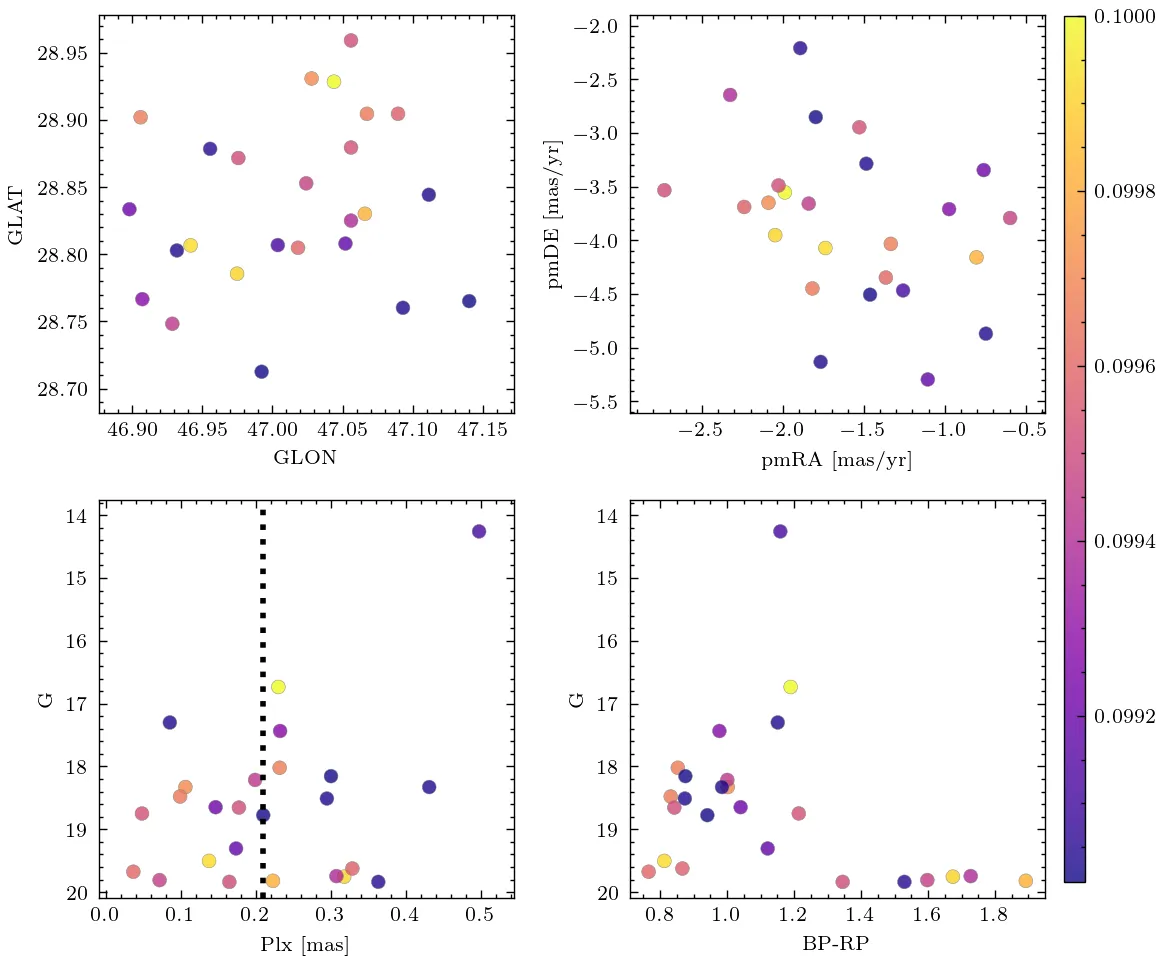 28.95
28.90
28.85
28.80
28.75
28.70
GLAT
46.90 46.95 47.00 47.05 47.10 47.15
GLON
−2.0
−2.5
−3.0
−3.5
−4.0
−4.5
−5.0
−5.5
pmDE [mas/yr]
−2.5 −2.0 −1.5 −1.0 −0.5
pmRA [mas/yr]
14
15
16
17
18
19
20
G
0.0 0.1 0.2 0.3 0.4 0.5
Plx [mas]
14
15
16
17
18
19
20
G
0.8 1.0 1.2 1.4 1.6 1.8
BP-RP
0.1000
0.0998
0.0996
0.0994
0.0992